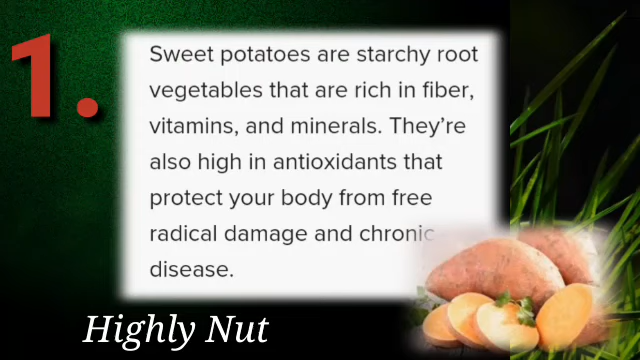 1.
Sweet potatoes are starchy root
vegetables that are rich in fiber,
vitamins, and minerals. They’re
also high in antioxidants that
protect your body from free
radical damage and chronic
disease.
Highly Nut